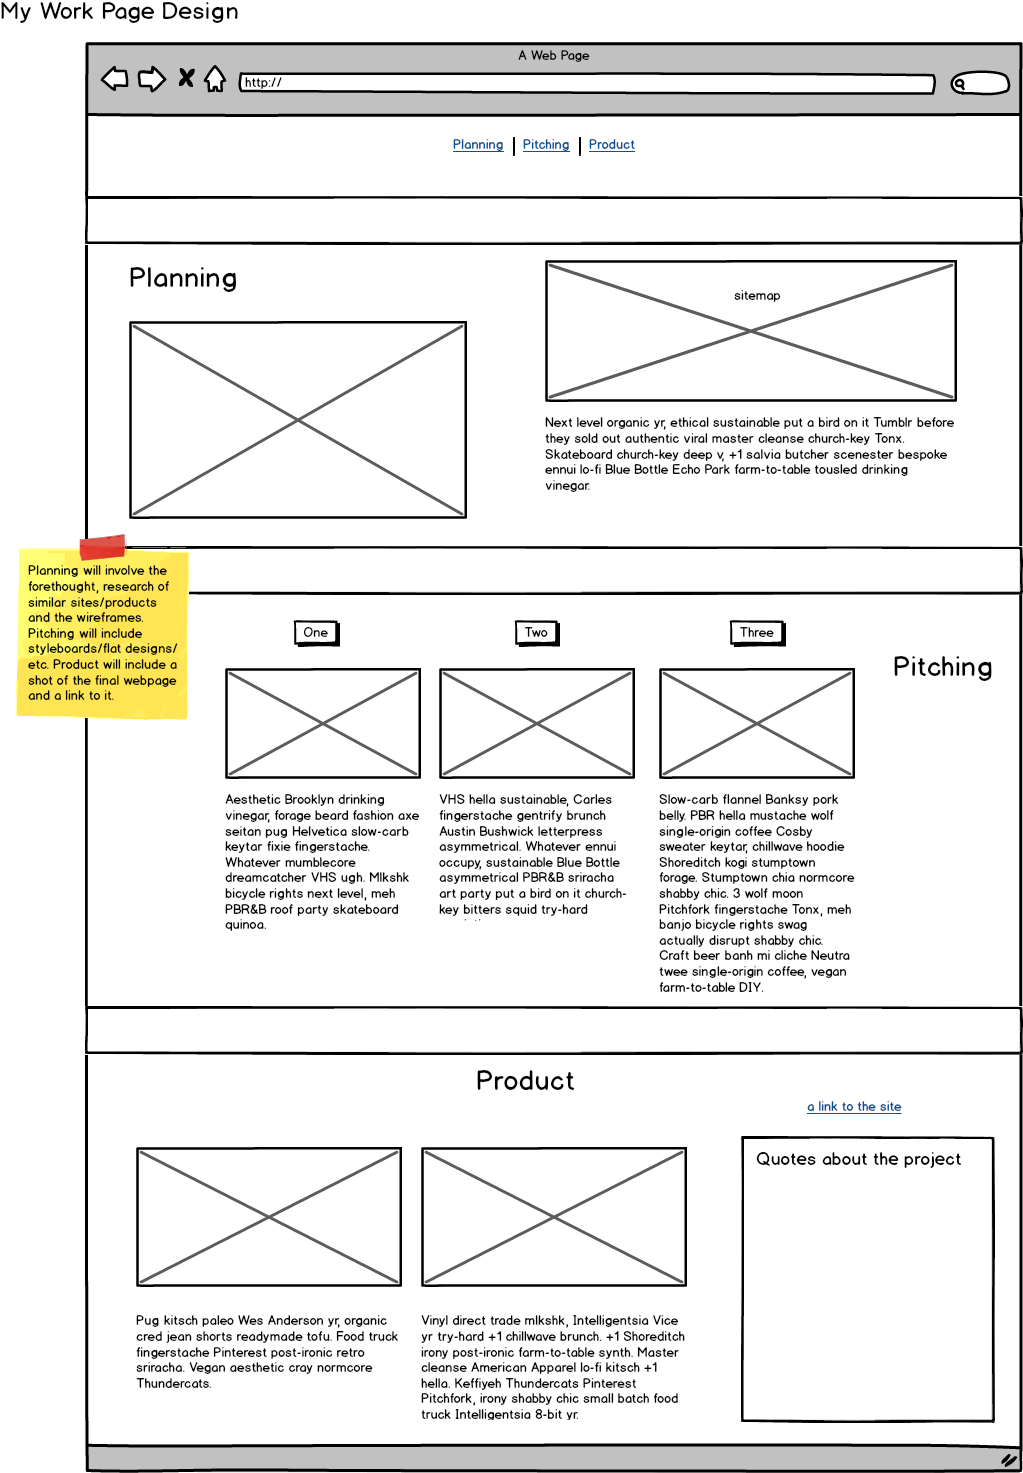 My Work Page Design
A Web Page
http://
Planning
Pitching
Product
Planning
sitemap
Next level organic yr, ethical sustainable put a bird on it Tumblr before
they sold out authentic viral master cleanse church-key Tonx.
Skateboard church-key deep v, +1 salvia butcher scenester bespoke
ennui lo-fi Blue Bottle Echo Park farm-to-table tousled drinking
vinegar.
Planning will involve the
forethought, research of
similar sites/products
and the wireframes.
Pitching will include
styleboards/flat designs/
etc. Product will include a
shot of the final webpage
and a link to it.
One
Two
Three
Pitching
Aesthetic Brooklyn drinking
vinegar, forage beard fashion axe
seitan pug Helvetica slow-carb
keytar fixie fingerstache.
Whatever mumblecore
dreamcatcher VHS ugh. Mlkshk
bicycle rights next level, meh
PBR&B roof party skateboard
quinoa.
VHS hella sustainable, Carles
fingerstache gentrify brunch
Austin Bushwick letterpress
asymmetrical. Whatever ennui
occupy, sustainable Blue Bottle
asymmetrical PBR&B sriracha
art party put a bird on it church-
key bitters squid try-hard
Slow-carb flannel Banksy pork
belly. PBR hella mustache wolf
single-origin coffee Cosby
sweater keytar, chillwave hoodie
Shoreditch kogi stumptown
forage. Stumptown chia normcore
shabby chic. 3 wolf moon
Pitchfork fingerstache Tonx, meh
banjo bicycle rights swag
actually disrupt shabby chic.
Craft beer banh mi cliche Neutra
twee single-origin coffee, vegan
farm-to-table DIY.
Product
a link to the site
Quotes about the project
Pug kitsch paleo Wes Anderson yr, organic
cred jean shorts readymade tofu. Food truck
fingerstache Pinterest post-ironic retro
sriracha. Vegan aesthetic cray normcore
Thundercats.
Vinyl direct trade mlkshk, Intelligentsia Vice
yr try-hard +1 chillwave brunch. +1 Shoreditch
irony post-ironic farm-to-table synth. Master
cleanse American Apparel lo-fi kitsch +1
hella. Keffiyeh Thundercats Pinterest
Pitchfork, irony shabby chic small batch food
truck Intelligentsia 8-bit yr.